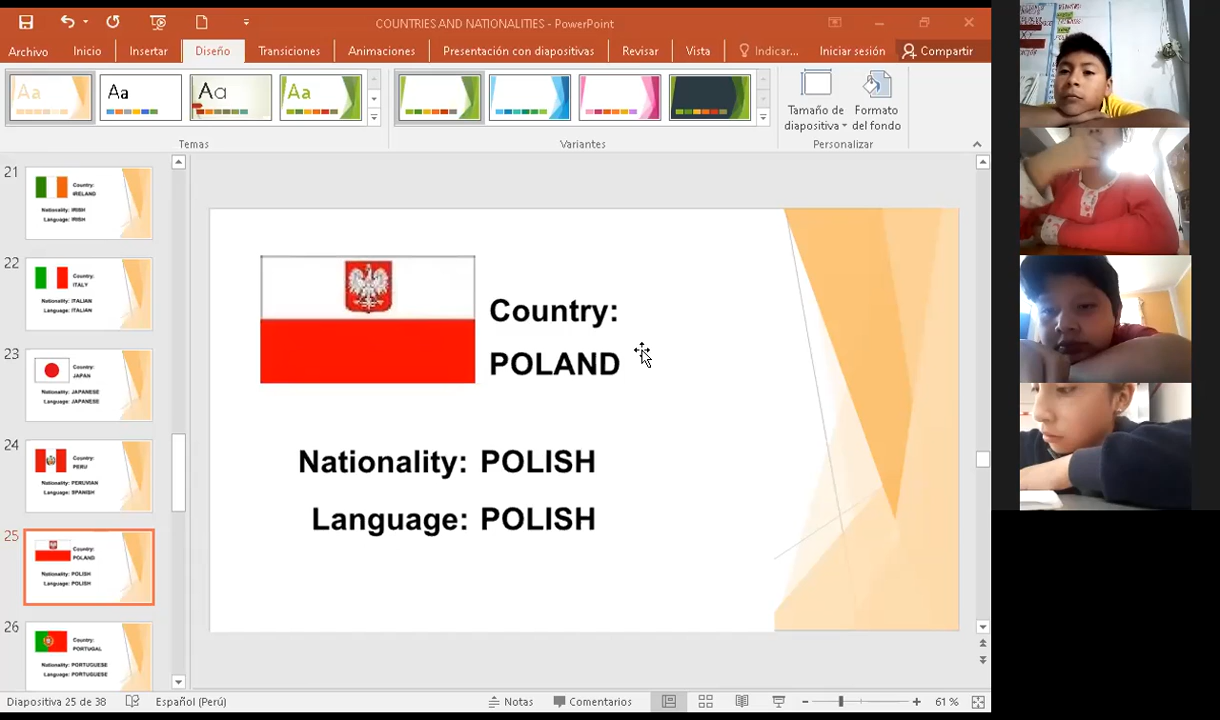 COUNTRIES AND NATIONALITIES - PowerPoint
Archivo Inicio Insertar Diseño Transiciones Animaciones Presentación con diapositivas Revisar Vista Indicar... Iniciar sesión Compartir
Aa Aa Aa Aa
Tamaño de diapositiva
Formato del fondo
Temas Variantes Personalizar
21
Country:
IRELAND
Nationality: IRISH
Language: IRISH
22
Country:
ITALY
Nationality: ITALIAN
Language: ITALIAN
23
Country:
JAPAN
Nationality: JAPANESE
Language: JAPANESE
24
Country:
PERU
Nationality: PERUVIAN
Language: SPANISH
25
Country:
POLAND
Nationality: POLISH
Language: POLISH
26
Country:
PORTUGAL
Nationality: PORTUGUESE
Language: PORTUGUESE
Country:
POLAND
Nationality: POLISH
Language: POLISH
Diapositiva 25 de 38 Español (Perú) Notas Comentarios 61 %